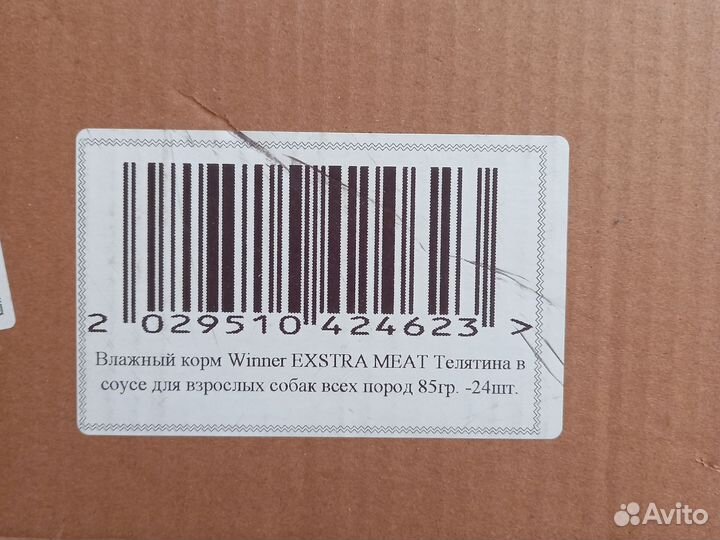 2 029510 424623 >
Влажный корм Winner EXSTRA MEAT Телятина в
соусе для взрослых собак всех пород 85гр. -24шт.
Avito